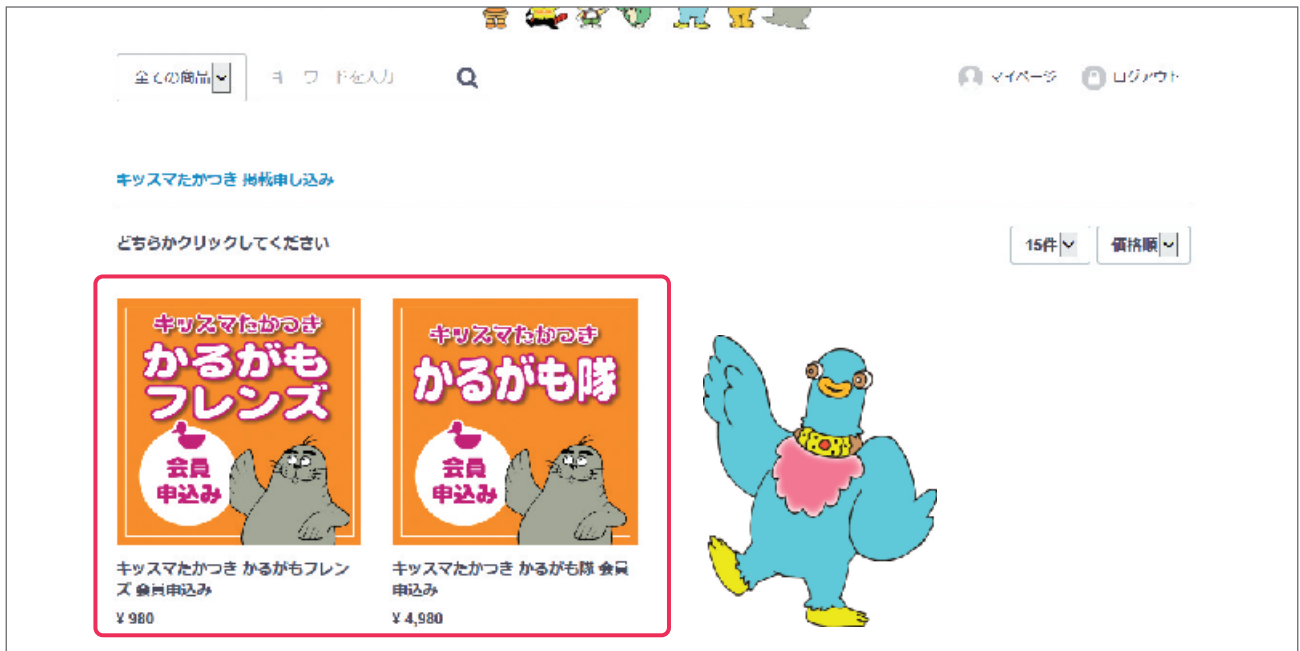 全ての商品
キーワードを入力
マイページ
ログアウト
キッスマたかつき 掲載申し込み
どちらかクリックしてください
15件
価格順
キッスマたかつき
かるがも
フレンズ
会員
申込み
キッスマたかつき
かるがも隊
会員
申込み
キッスマたかつき かるがもフレン
ズ 会員申込み
¥ 980
キッスマたかつき かるがも隊 会員
申込み
¥ 4,980